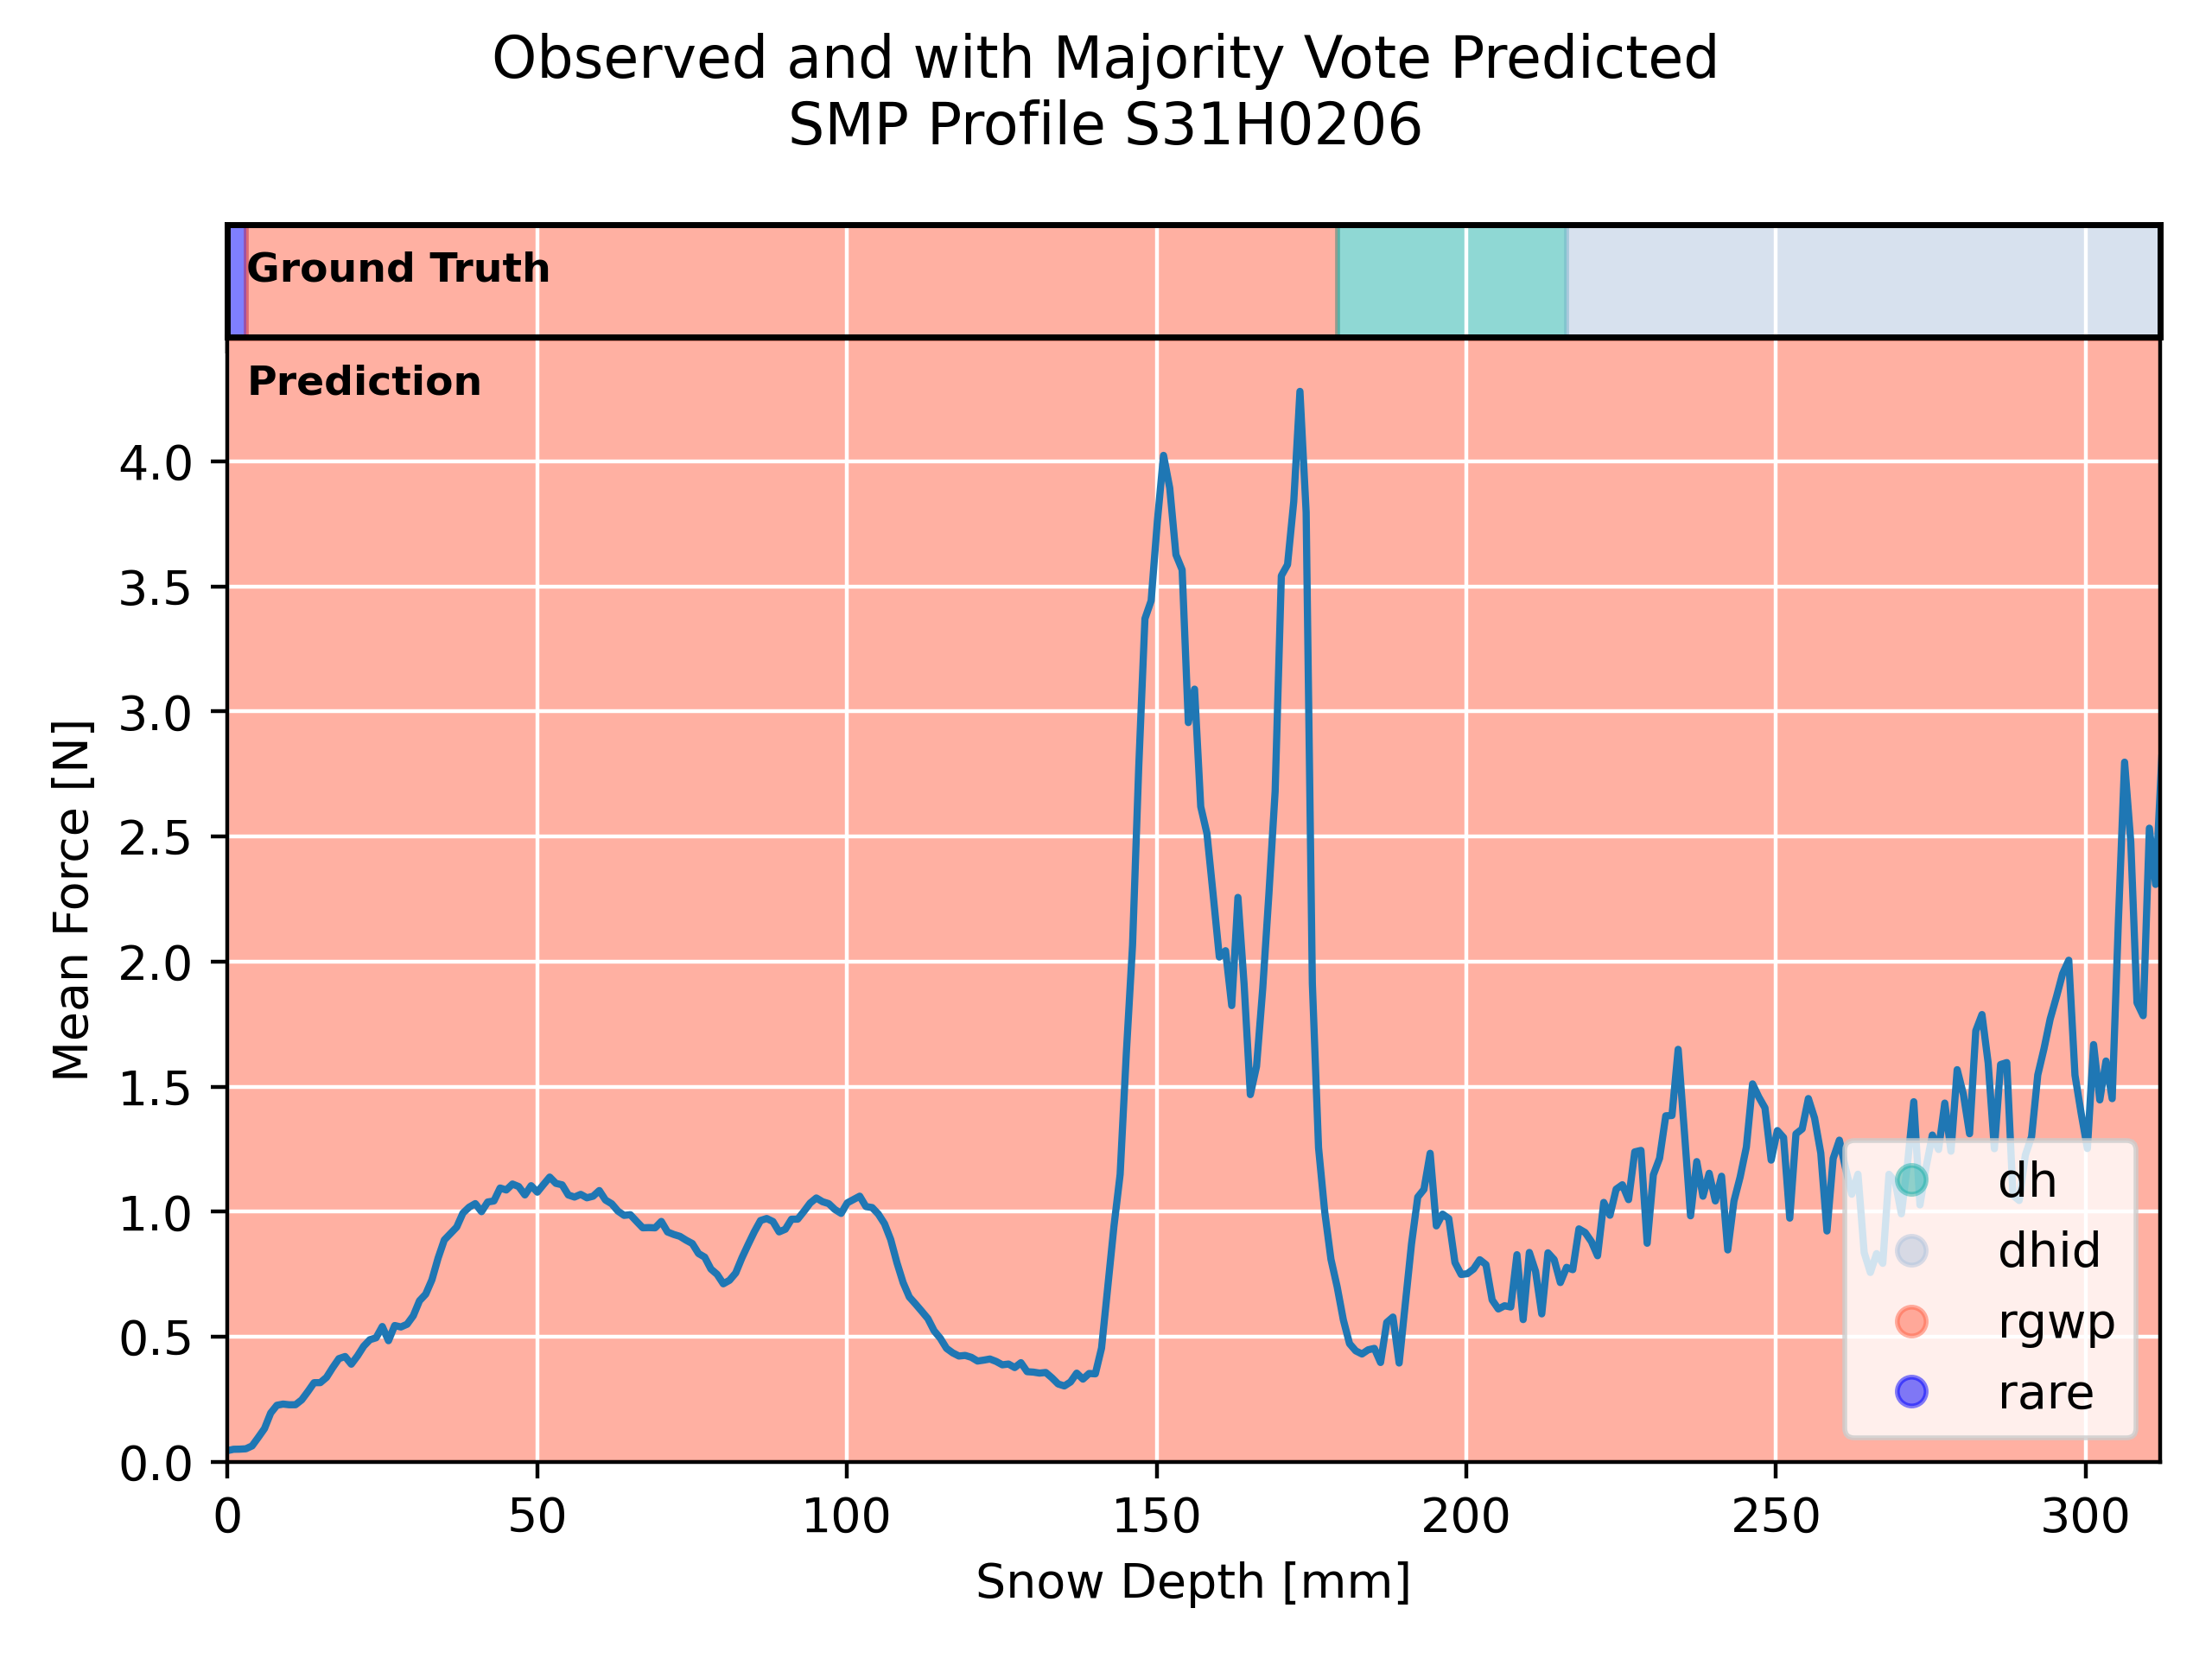 Observed and with Majority Vote Predicted
SMP Profile S31H0206
Ground Truth
Prediction
4.0
3.5
3.0
2.5
2.0
1.5
1.0
0.5
0.0
Mean Force [N]
dh
dhid
rgwp
rare
0 50 100 150 200 250 300
Snow Depth [mm]